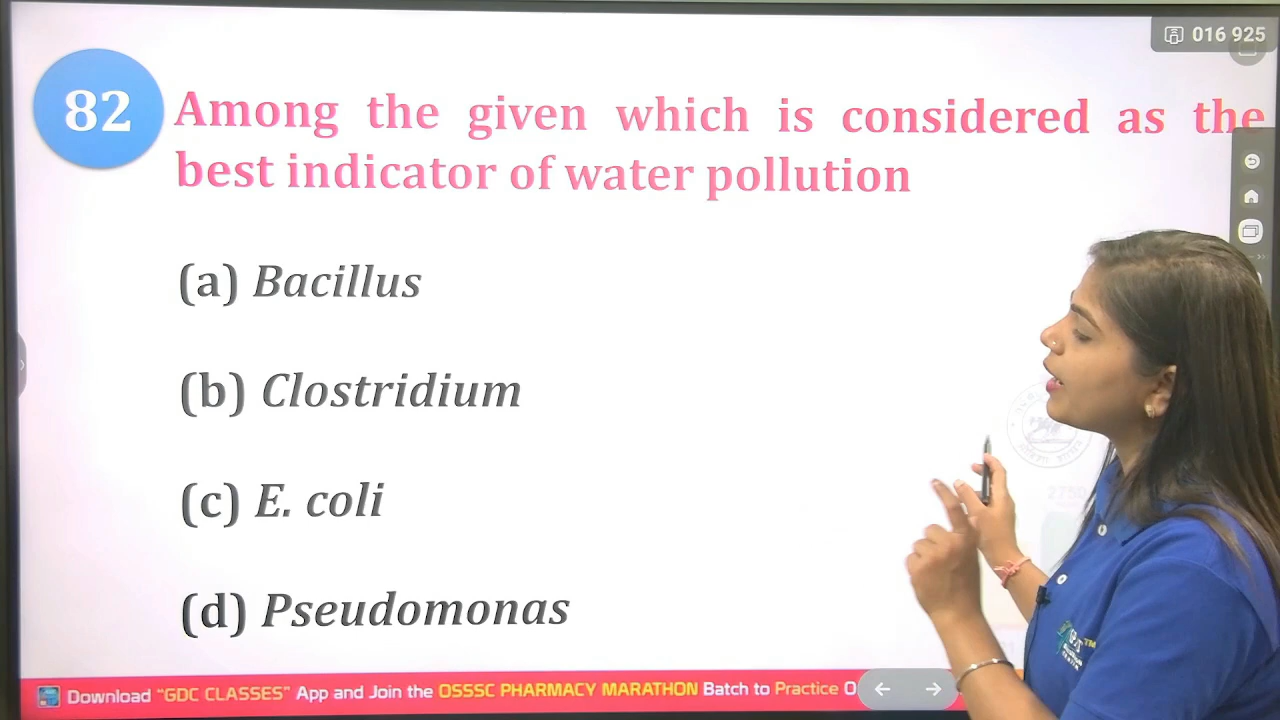 016 925
82
Among the given which is considered as the
best indicator of water pollution
(a) Bacillus
(b) Clostridium
(c) E. coli
(d) Pseudomonas
Download “GDC CLASSES” App and Join the OSSSC PHARMACY MARATHON Batch to Practice